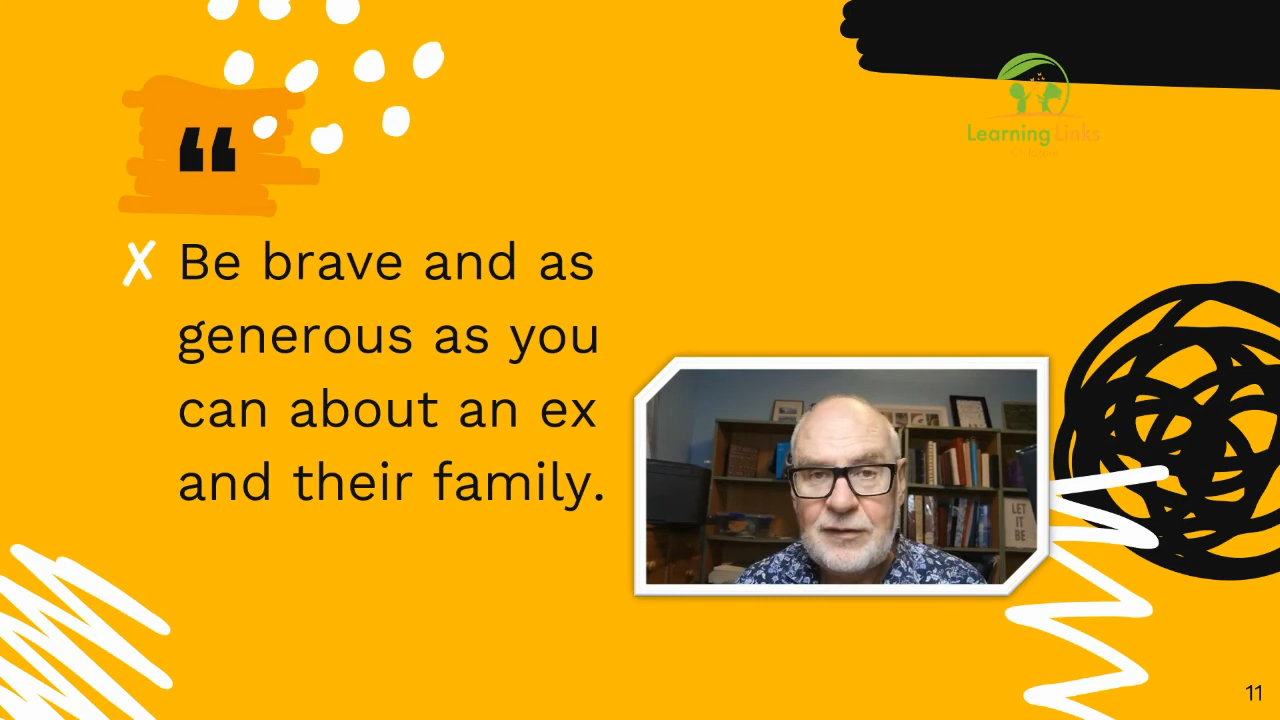 Learning Links
“
Be brave and as
generous as you
can about an ex
and their family.
LET
IT
BE
11